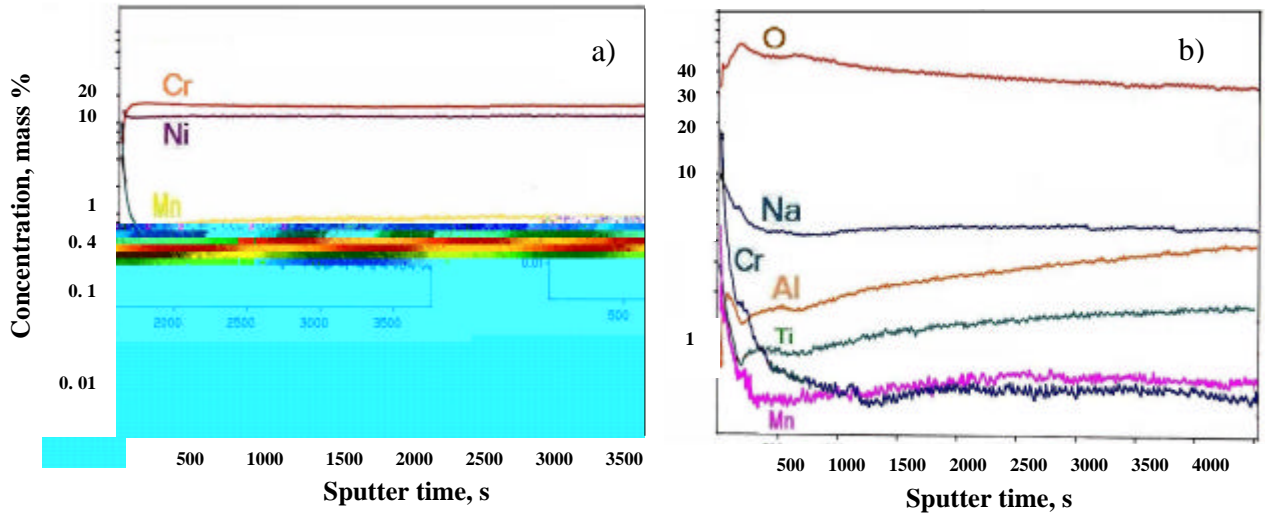 a)
Cr
Ni
Mn
Concentration, mass %
20
10
1
0.4
0.1
0.01
0.01
2000 2500 3000 3500
500
500 1000 1500 2000 2500 3000 3500
Sputter time, s
b)
O
Na
Cr
Al
Ti
Mn
40
30
20
10
1
500 1000 1500 2000 2500 3000 3500 4000
Sputter time, s